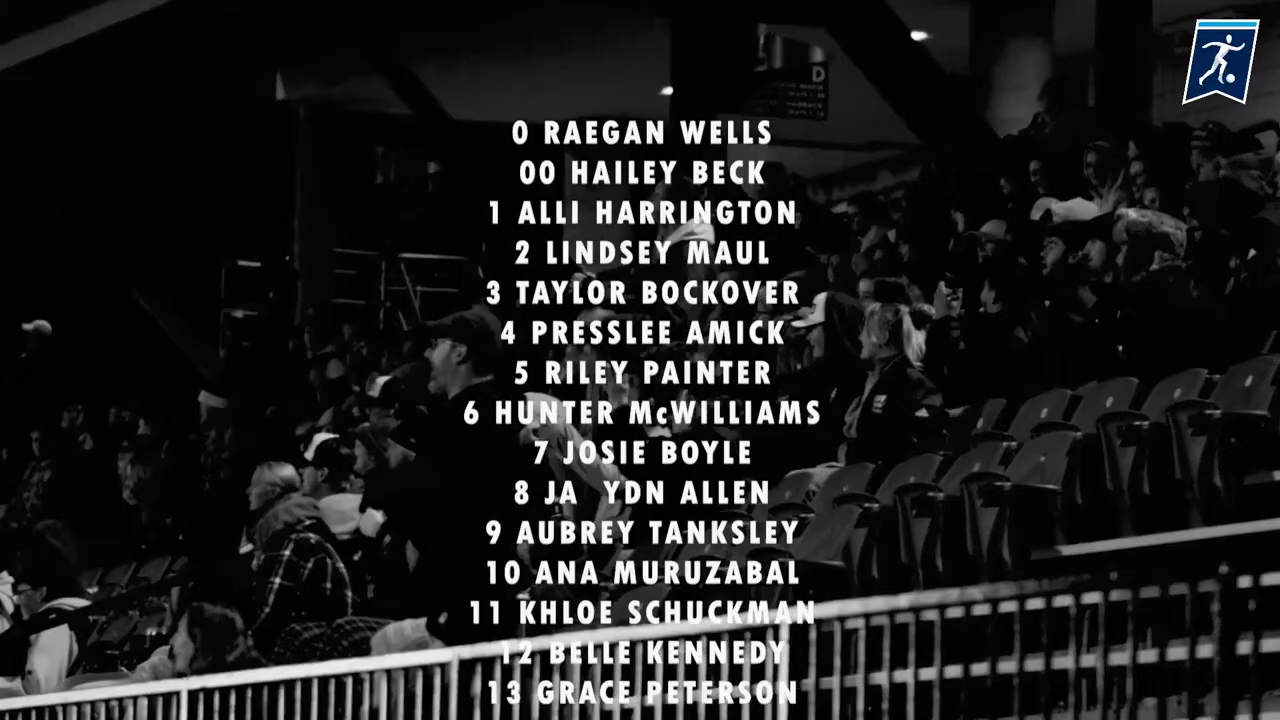 D
0 RAEGAN WELLS
00 HAILEY BECK
1 ALLI HARRINGTON
2 LINDSEY MAUL
3 TAYLOR BOCKOVER
4 PRESSLEE AMICK
5 RILEY PAINTER
6 HUNTER McWILLIAMS
7 JOSIE BOYLE
8 JA  YDN ALLEN
9 AUBREY TANKSLEY
10 ANA MURUZABAL
11 KHLOE SCHUCKMAN
12 BELLE KENNEDY
13 GRACE PETERSON